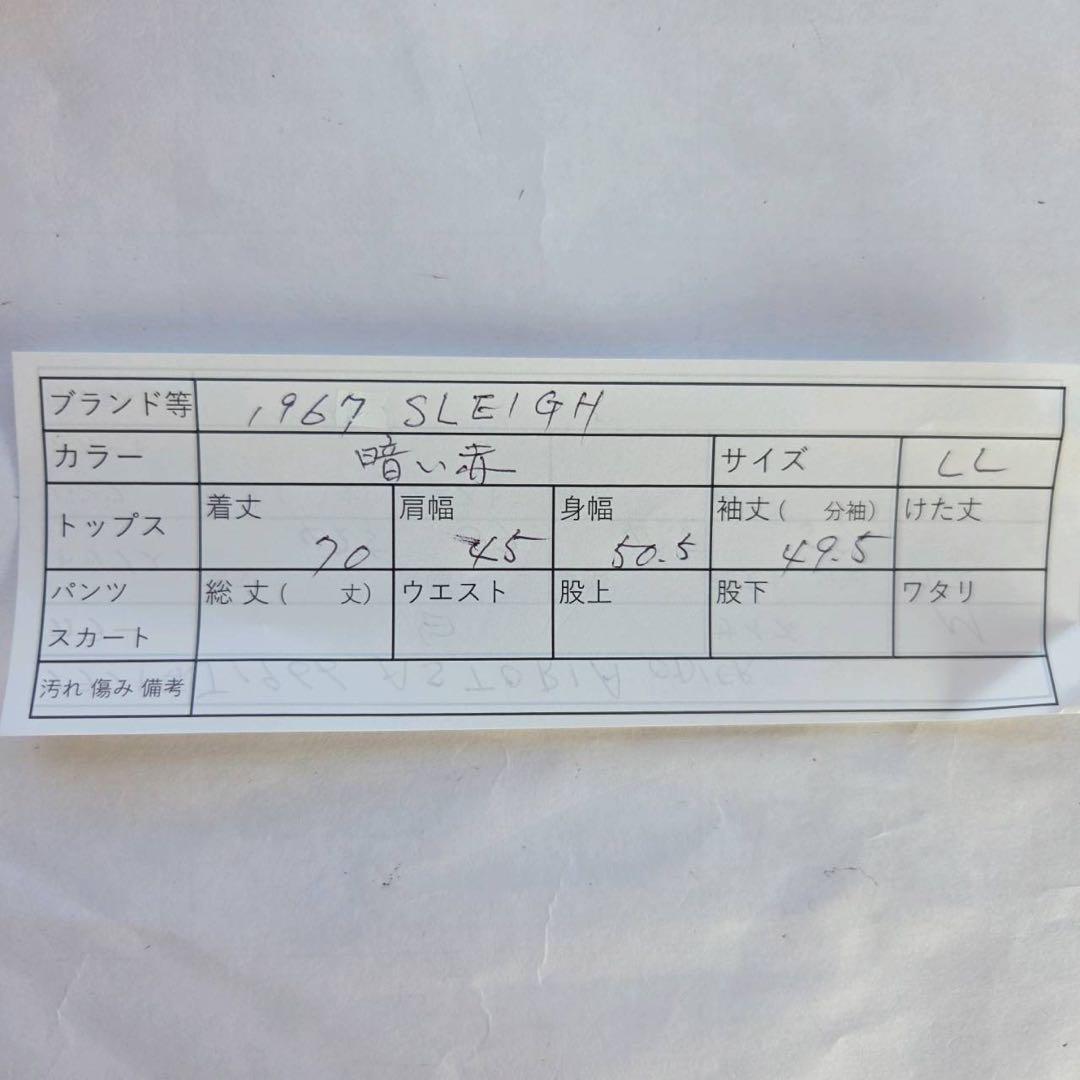 ブランド等 1967 SLEIGH
カラー 暗い赤 サイズ LL
トップス 着丈 70 肩幅 45 身幅 50.5 袖丈( 分袖) 49.5 けた丈
パンツ スカート 総丈( 丈) ウエスト 股上 股下 ワタリ
汚れ 傷み 備考